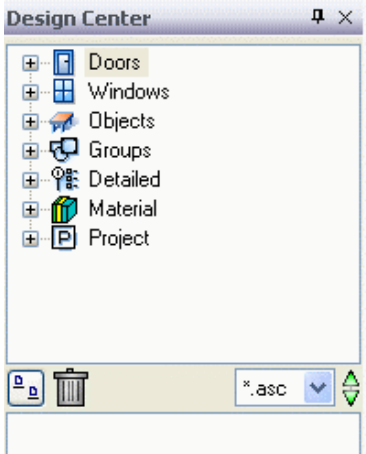 Design Center
Doors
Windows
Objects
Groups
Detailed
Material
P Project
D D *.asc